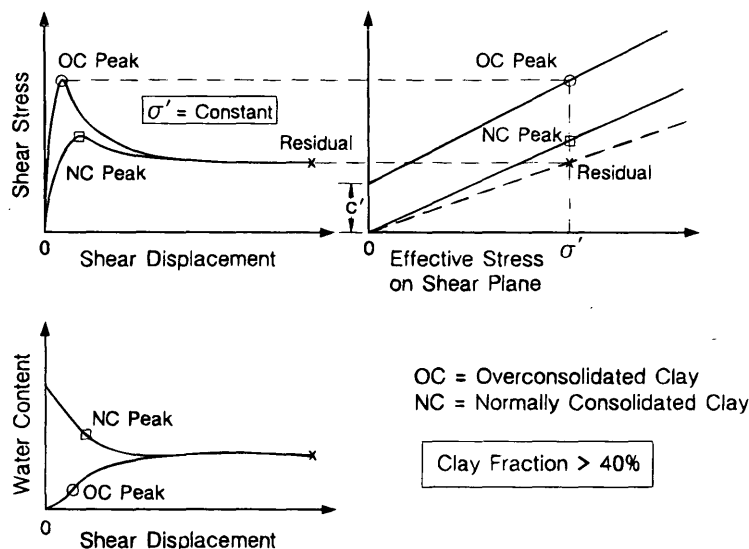 Shear Stress
OC Peak
σ' = Constant
NC Peak
Residual
0
Shear Displacement
OC Peak
NC Peak
Residual
c'
0
σ'
Effective Stress
on Shear Plane
Water Content
NC Peak
OC Peak
0
Shear Displacement
OC = Overconsolidated Clay
NC = Normally Consolidated Clay
Clay Fraction > 40%